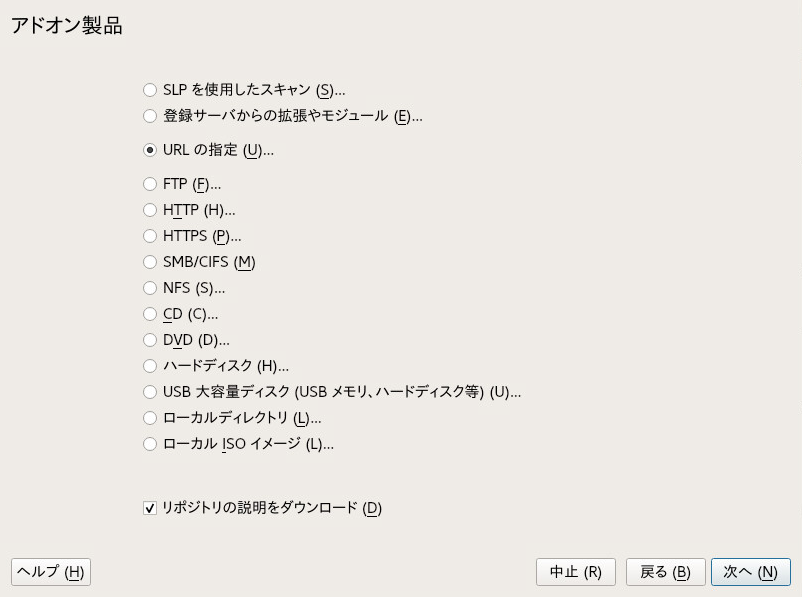 アドオン製品
SLP を使用したスキャン (S)...
登録サーバからの拡張やモジュール (E)...
URL の指定 (U)...
FTP (F)...
HTTP (H)...
HTTPS (P)...
SMB/CIFS (M)
NFS (S)...
CD (C)...
DVD (D)...
ハードディスク (H)...
USB 大容量ディスク (USB メモリ、ハードディスク等) (U)...
ローカルディレクトリ (L)...
ローカル ISO イメージ (L)...
リポジトリの説明をダウンロード (D)
ヘルプ (H) 中止 (R) 戻る (B) 次へ (N)